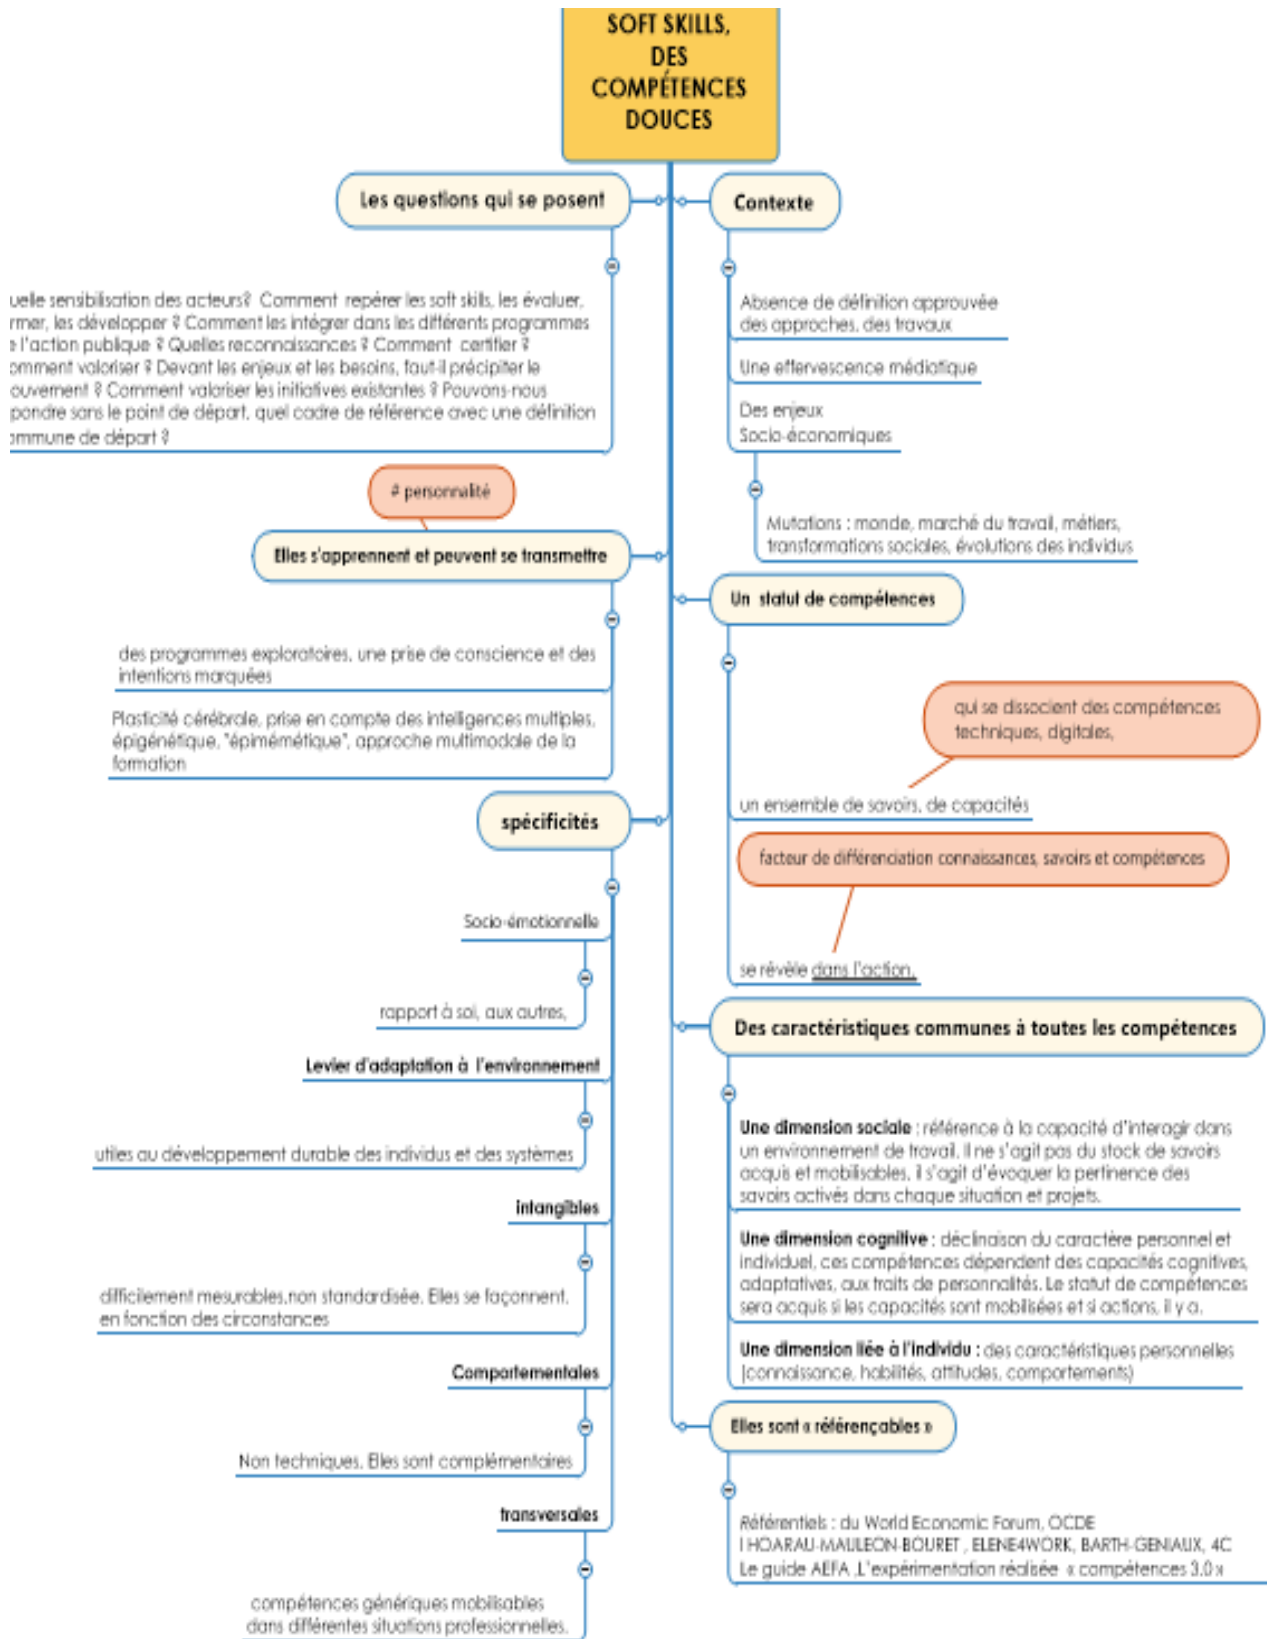 SOFT SKILLS,
DES
COMPÉTENCES
DOUCES
Les questions qui se posent
uelle sensibilisation des acteurs? Comment repérer les soft skills, les évaluer,
rmer, les développer ? Comment les intégrer dans les différents programmes
e l'action publique ? Quelles reconnaissances ? Comment certifier ?
omment valoriser ? Devant les enjeux et les besoins, faut-il précipiter le
ouvement ? Comment valoriser les initiatives existantes ? Pouvons-nous
pondre sans le point de départ, quel cadre de référence avec une définition
ommune de départ ?
# personnalité
Elles s'apprennent et peuvent se transmettre
des programmes exploratoires, une prise de conscience et des
intentions marquées
Plasticité cérébrale, prise en compte des intelligences multiples,
épigénétique, "épimémétique", approche multimodale de la
formation
spécificités
Socio-émotionnelle
rapport à soi, aux autres,
Levier d'adaptation à l'environnement
utiles au développement durable des individus et des systèmes
intangibles
difficilement mesurables,non standardisée. Elles se façonnent,
en fonction des circonstances
Comportementales
Non techniques. Elles sont complémentaires
transversales
compétences génériques mobilisables
dans différentes situations professionnelles.
Contexte
Absence de définition approuvée
des approches, des travaux
Une effervescence médiatique
Des enjeux
Socio-économiques
Mutations : monde, marché du travail, métiers,
transformations sociales, évolutions des individus
Un statut de compétences
qui se dissocient des compétences
techniques, digitales,
un ensemble de savoirs, de capacités
facteur de différenciation connaissances, savoirs et compétences
se révèle dans l'action.
Des caractéristiques communes à toutes les compétences
Une dimension sociale : référence à la capacité d'interagir dans
un environnement de travail. Il ne s'agit pas du stock de savoirs
acquis et mobilisables, il s'agit d'évoquer la pertinence des
savoirs activés dans chaque situation et projets.
Une dimension cognitive : déclinaison du caractère personnel et
individuel, ces compétences dépendent des capacités cognitives,
adaptatives, aux traits de personnalités. Le statut de compétences
sera acquis si les capacités sont mobilisées et si actions, il y a.
Une dimension liée à l'individu : des caractéristiques personnelles
(connaissance, habilités, attitudes, comportements)
Elles sont « référençables »
Référentiels : du World Economic Forum, OCDE
I HOARAU-MAULEON-BOURET , ELENE4WORK, BARTH-GENIAUX, 4C
Le guide AEFA .L'expérimentation réalisée « compétences 3.0 »